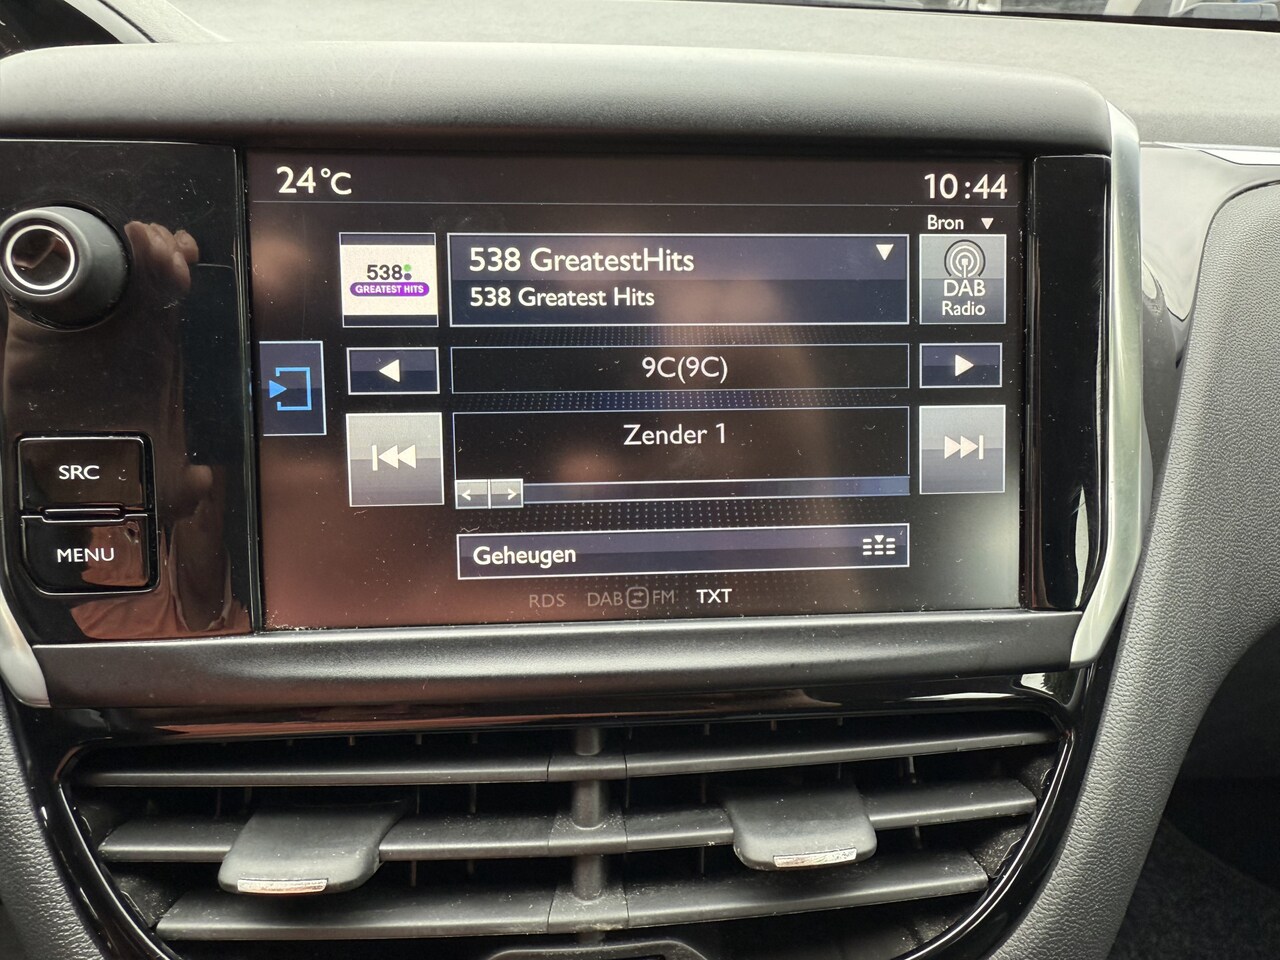 24°C
10:44
Bron ▼
538
GREATEST HITS
538 GreatestHits
538 Greatest Hits
DAB
Radio
9C(9C)
Zender 1
< >
SRC
MENU
Geheugen
RDS DAB FM TXT